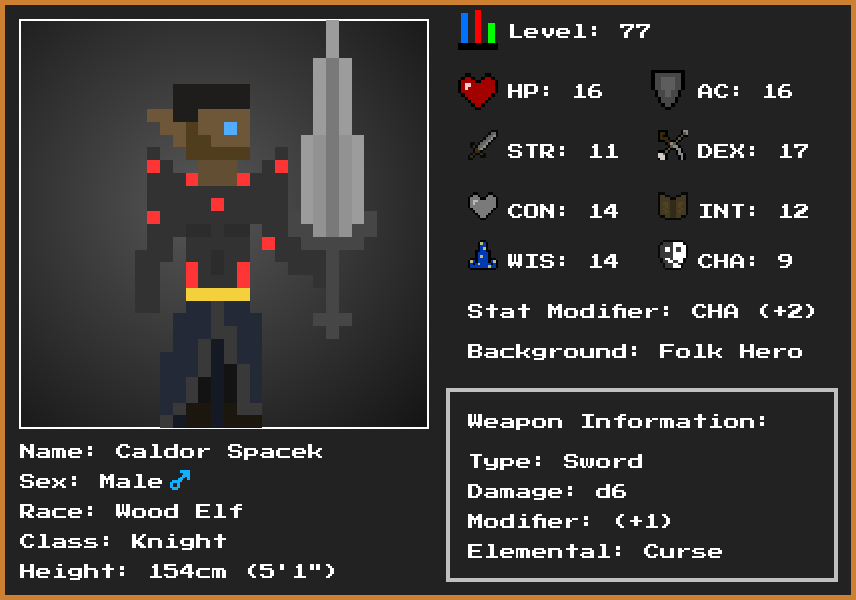 Level: 77
HP: 16
AC: 16
STR: 11
DEX: 17
CON: 14
INT: 12
WIS: 14
CHA: 9
Stat Modifier: CHA (+2)
Background: Folk Hero
Weapon Information:
Type: Sword
Damage: d6
Modifier: (+1)
Elemental: Curse
Name: Caldor Spacek
Sex: Male♂
Race: Wood Elf
Class: Knight
Height: 154cm (5'1")